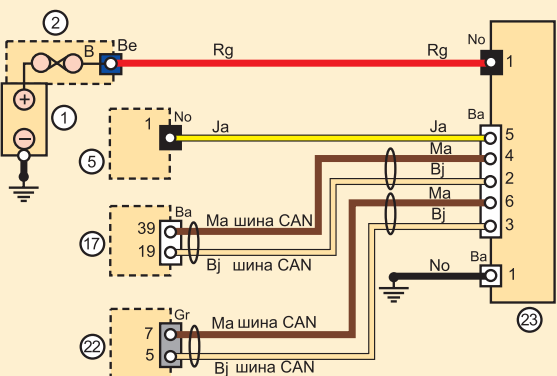 2
No
B Be Rg Rg 1
+
1
−
No Ba
1 Ja Ja 5
5 Ma 4
Bj 2
Ma 6
Ba Bj 3
39 Ma шина CAN
17
19 Bj шина CAN
Ba
No 1
Gr 23
7 Ma шина CAN
22
5 Bj шина CAN